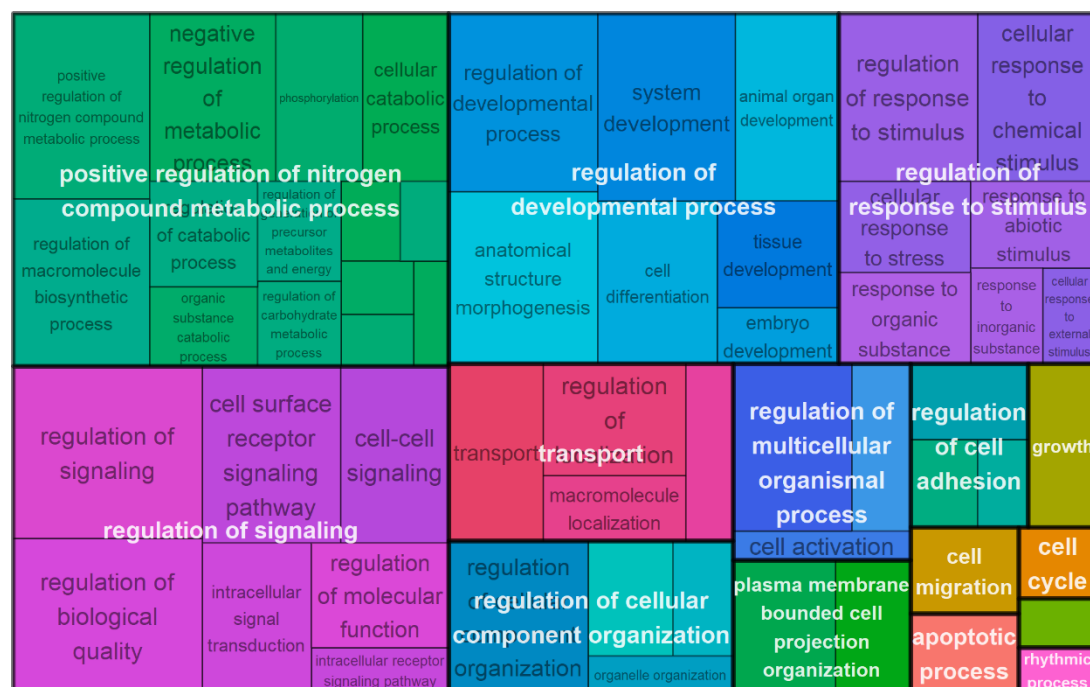 positive
regulation of
nitrogen compound
metabolic process
negative
regulation
of
metabolic
process
phosphorylation
cellular
catabolic
process
positive regulation of nitrogen
compound metabolic process
regulation of
macromolecule
biosynthetic
process
of catabolic
process
regulation of
precursor
metabolites
and energy
organic
substance
catabolic
process
regulation of
carbohydrate
metabolic
process
regulation of
developmental
process
system
development
animal organ
development
regulation of
developmental process
anatomical
structure
morphogenesis
cell
differentiation
tissue
development
embryo
development
regulation
of response
to stimulus
cellular
response
to
chemical
stimulus
regulation of
response to stimulus
cellular
response
to stress
response to
abiotic
stimulus
response to
organic
substance
response
to
inorganic
substance
cellular
response
to
external
stimulus
regulation of
signaling
cell surface
receptor
signaling
pathway
cell-cell
signaling
regulation of signaling
regulation of
biological
quality
intracellular
signal
transduction
regulation
of molecular
function
intracellular receptor
signaling pathway
transport
regulation
of
transport
macromolecule
localization
regulation of
multicellular
organismal
process
cell activation
regulation
of cell
adhesion
growth
regulation
organization
regulation of cellular
component organization
organelle organization
plasma membrane
bounded cell
projection
organization
cell
migration
cell
cycle
apoptotic
process
rhythmic
process